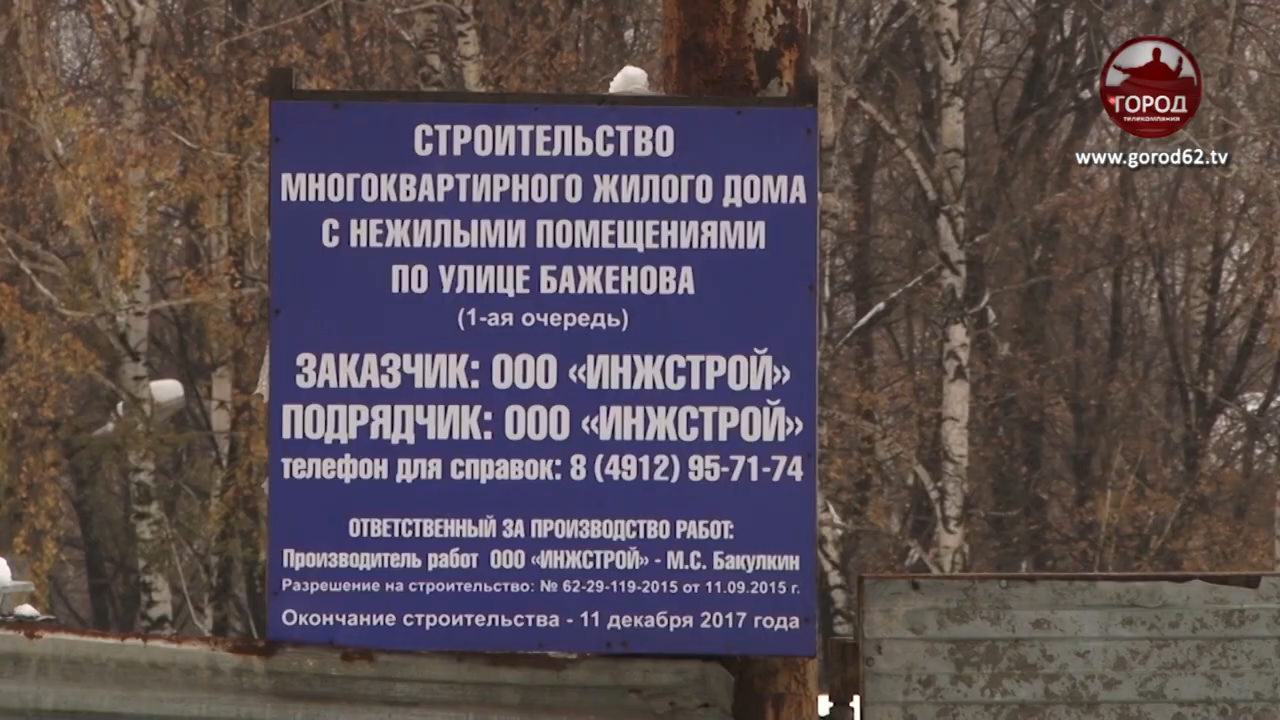 СТРОИТЕЛЬСТВО
МНОГОКВАРТИРНОГО ЖИЛОГО ДОМА
С НЕЖИЛЫМИ ПОМЕЩЕНИЯМИ
ПО УЛИЦЕ БАЖЕНОВА
(1-ая очередь)
ЗАКАЗЧИК: ООО «ИНЖСТРОЙ»
ПОДРЯДЧИК: ООО «ИНЖСТРОЙ»
телефон для справок: 8 (4912) 95-71-74
ОТВЕТСТВЕННЫЙ ЗА ПРОИЗВОДСТВО РАБОТ:
Производитель работ ООО «ИНЖСТРОЙ» - М.С. Бакулкин
Разрешение на строительство: № 62-29-119-2015 от 11.09.2015 г.
Окончание строительства - 11 декабря 2017 года
ГОРОД
телекомпания
www.gorod62.tv